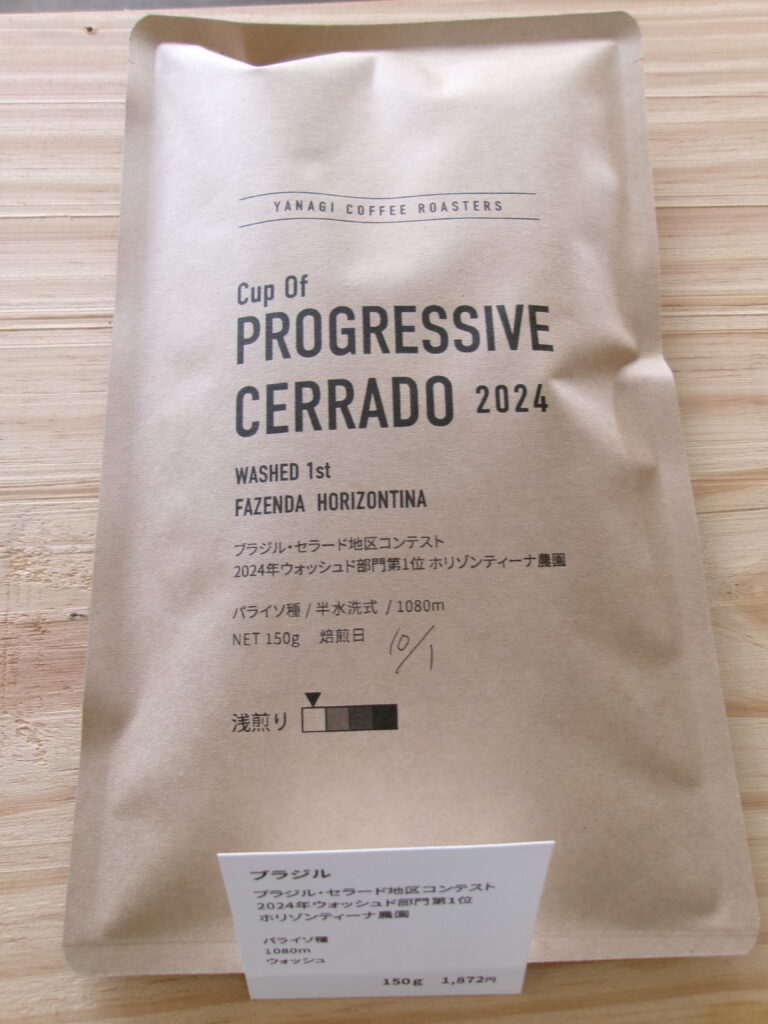 YANAGI COFFEE ROASTERS
Cup Of
PROGRESSIVE
CERRADO 2024
WASHED 1st
FAZENDA HORIZONTINA
ブラジル・セラード地区コンテスト
2024年ウォッシュド部門第1位 ホリゾンティーナ農園
パライソ種 / 半水洗式 / 1080m
NET 150g 焙煎日 10/1
浅煎り
ブラジル
ブラジル・セラード地区コンテスト
2024年ウォッシュド部門第1位
ホリゾンティーナ農園
パライソ種
1080m
ウォッシュ
150g 1,872円